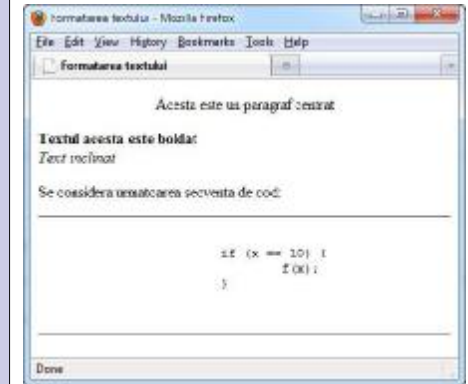 Formatarea textului - Mozilla Firefox
File Edit View History Bookmarks Tools Help
Formatarea textului
Acesta este un paragraf centrat
Textul acesta este boldat
Text inclinat
Se considera urmatoarea secventa de cod:
if (x == 10) {
f(x);
}
Done